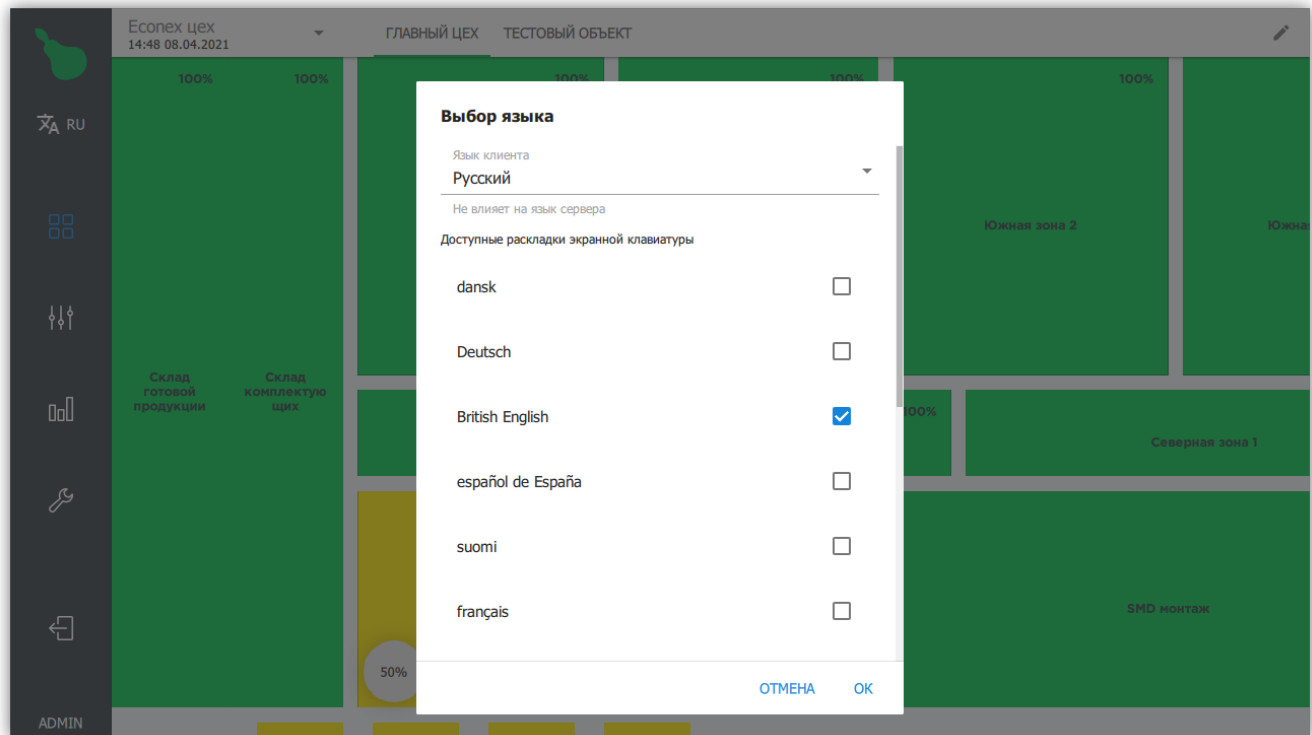 Econex цех
14:48 08.04.2021
ГЛАВНЫЙ ЦЕХ
ТЕСТОВЫЙ ОБЪЕКТ
RU
ADMIN
100%
100%
100%
100%
100%
Склад
готовой
продукции
Склад
комплектую
щих
Южная зона 2
100%
Северная зона 1
SMD монтаж
50%
Выбор языка
Язык клиента
Русский
Не влияет на язык сервера
Доступные раскладки экранной клавиатуры
dansk
Deutsch
British English
español de España
suomi
français
ОТМЕНА
ОК